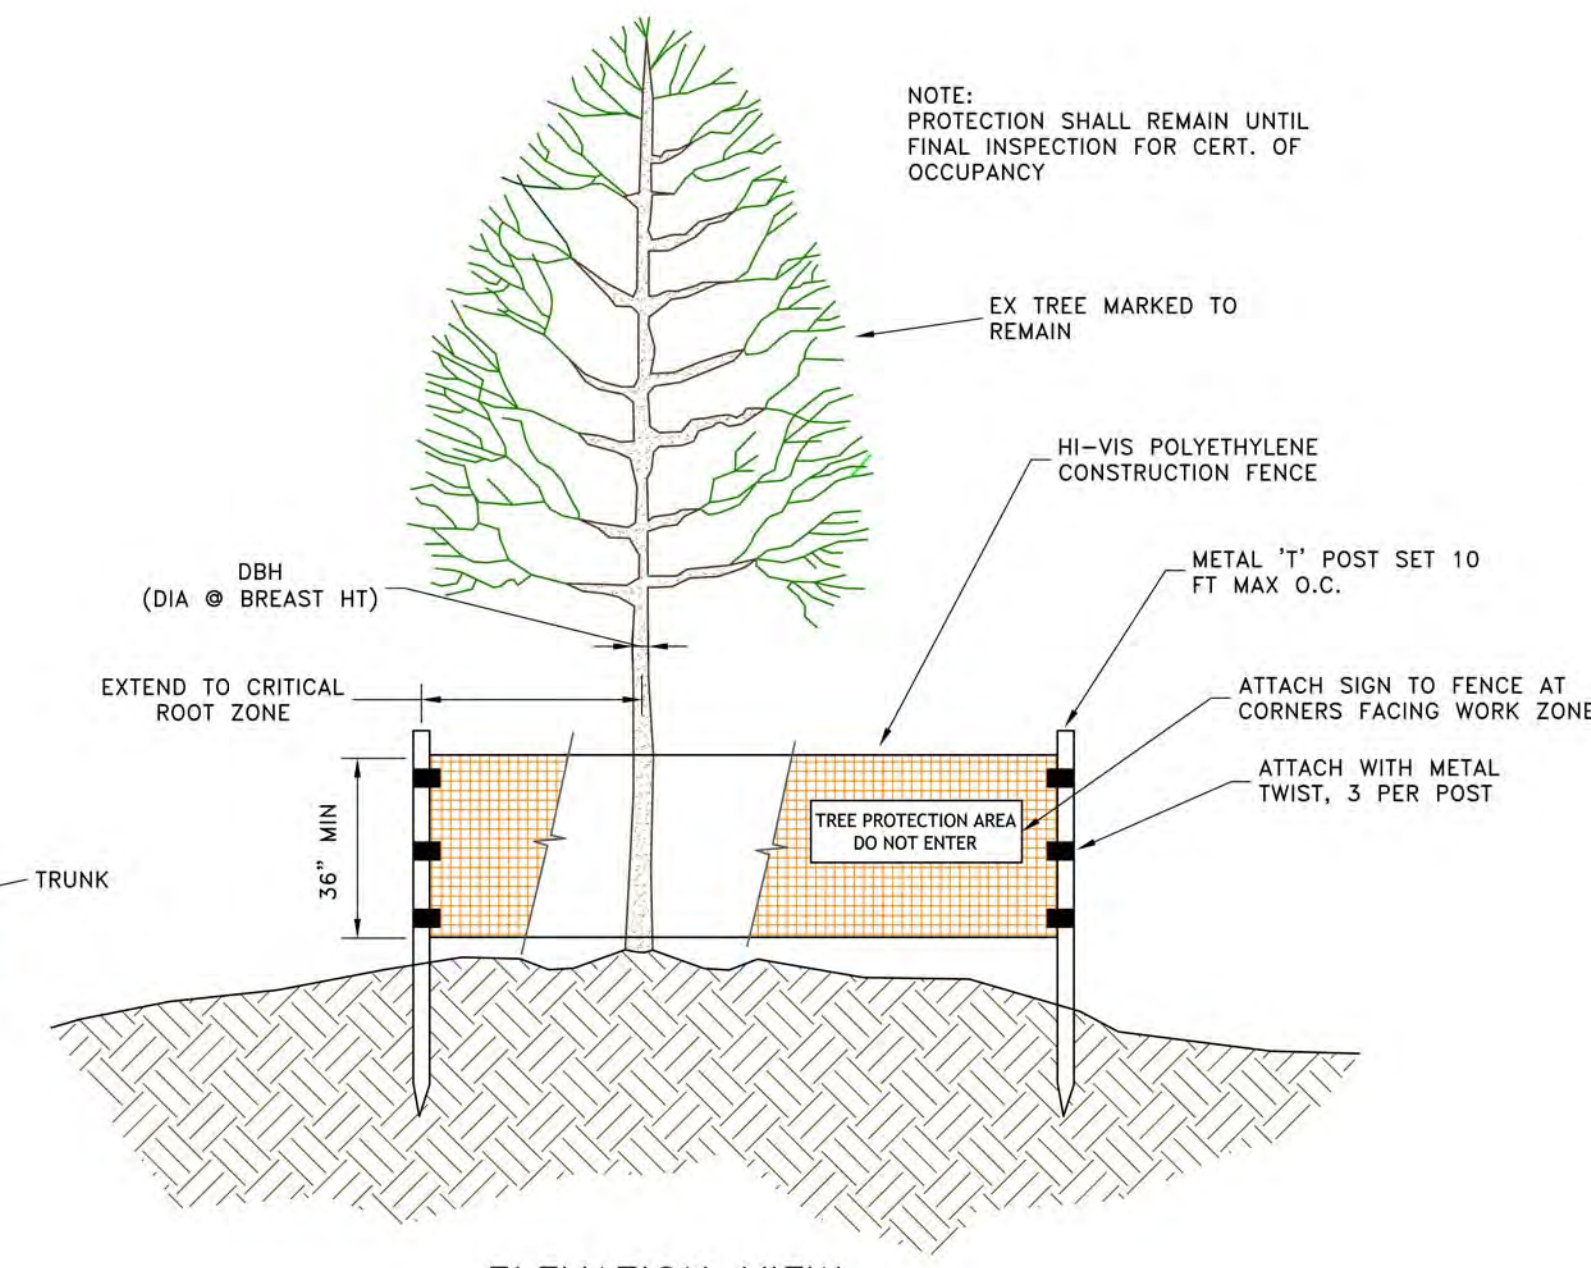 NOTE:
PROTECTION SHALL REMAIN UNTIL
FINAL INSPECTION FOR CERT. OF
OCCUPANCY
EX TREE MARKED TO
REMAIN
HI-VIS POLYETHYLENE
CONSTRUCTION FENCE
METAL 'T' POST SET 10
FT MAX O.C.
DBH
(DIA @ BREAST HT)
EXTEND TO CRITICAL
ROOT ZONE
ATTACH SIGN TO FENCE AT
CORNERS FACING WORK ZONE
ATTACH WITH METAL
TWIST, 3 PER POST
36" MIN
TREE PROTECTION AREA
DO NOT ENTER
TRUNK
ELEVATION VIEW